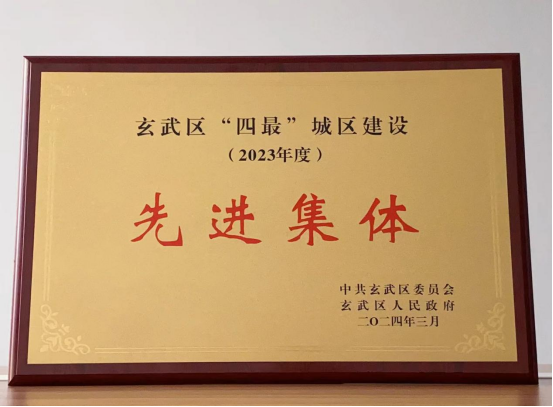 玄武区“四最”城区建设
（2023年度）
先进集体
中共玄武区委员会
玄武区人民政府
二〇二四年三月